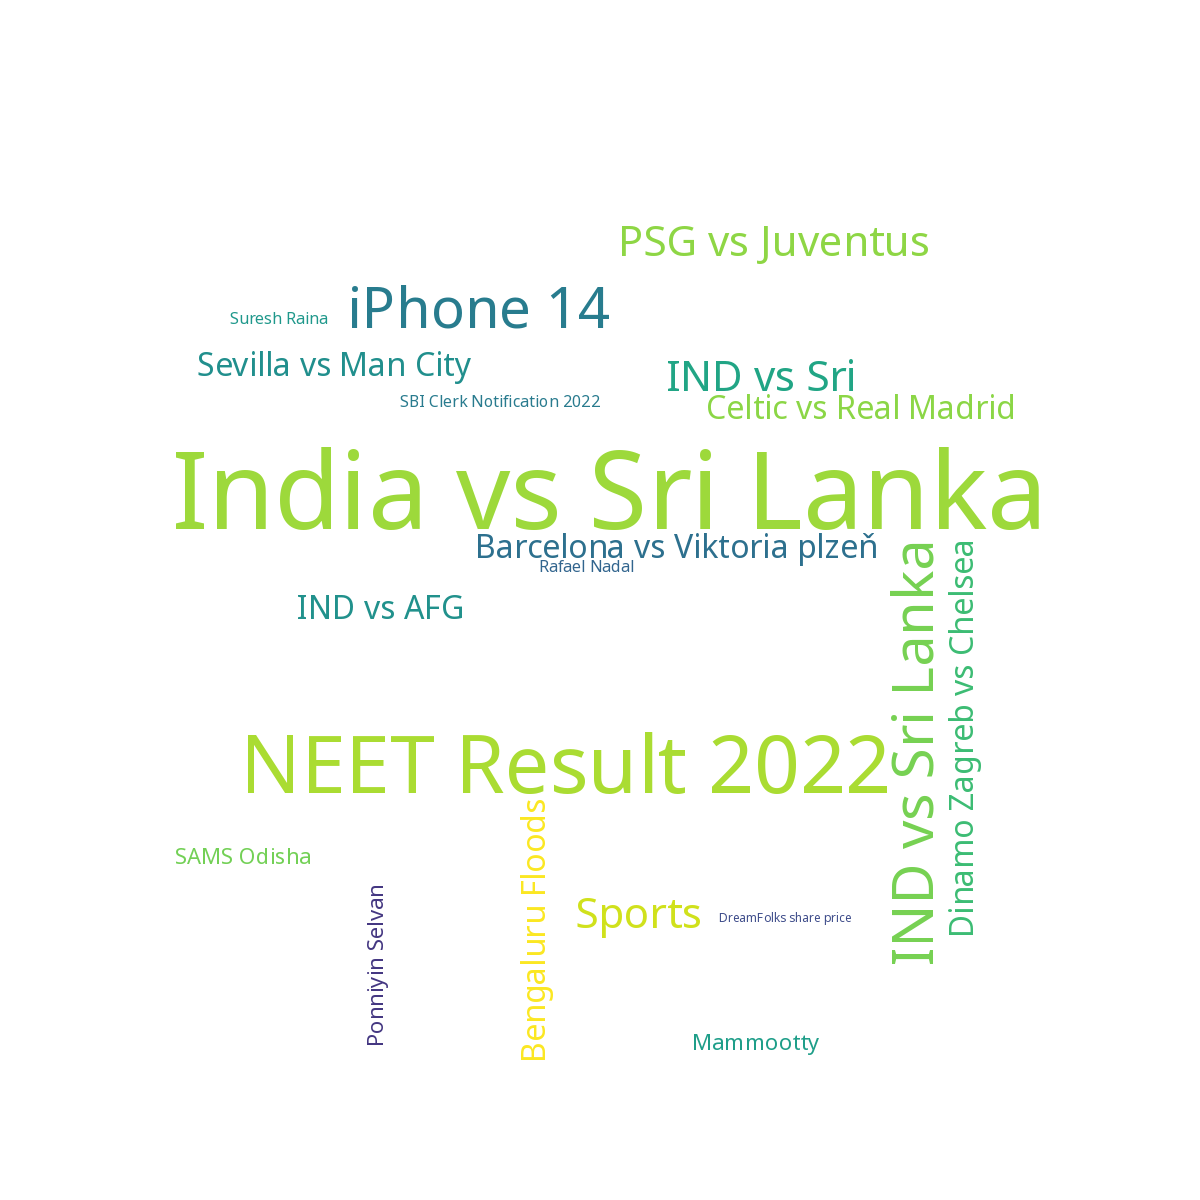 PSG vs Juventus
iPhone 14
Suresh Raina
Sevilla vs Man City
IND vs Sri
SBI Clerk Notification 2022
Celtic vs Real Madrid
India vs Sri Lanka
Barcelona vs Viktoria plzeň
Rafael Nadal
IND vs AFG
IND vs Sri Lanka
Dinamo Zagreb vs Chelsea
NEET Result 2022
SAMS Odisha
Ponniyin Selvan
Bengaluru Floods
Sports
DreamFolks share price
Mammootty